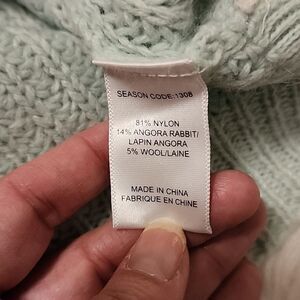 SEASON CODE:1308
81% NYLON
14% ANGORA RABBIT/
LAPIN ANGORA
5% WOOL/LAINE
MADE IN CHINA
FABRIQUE EN CHINE